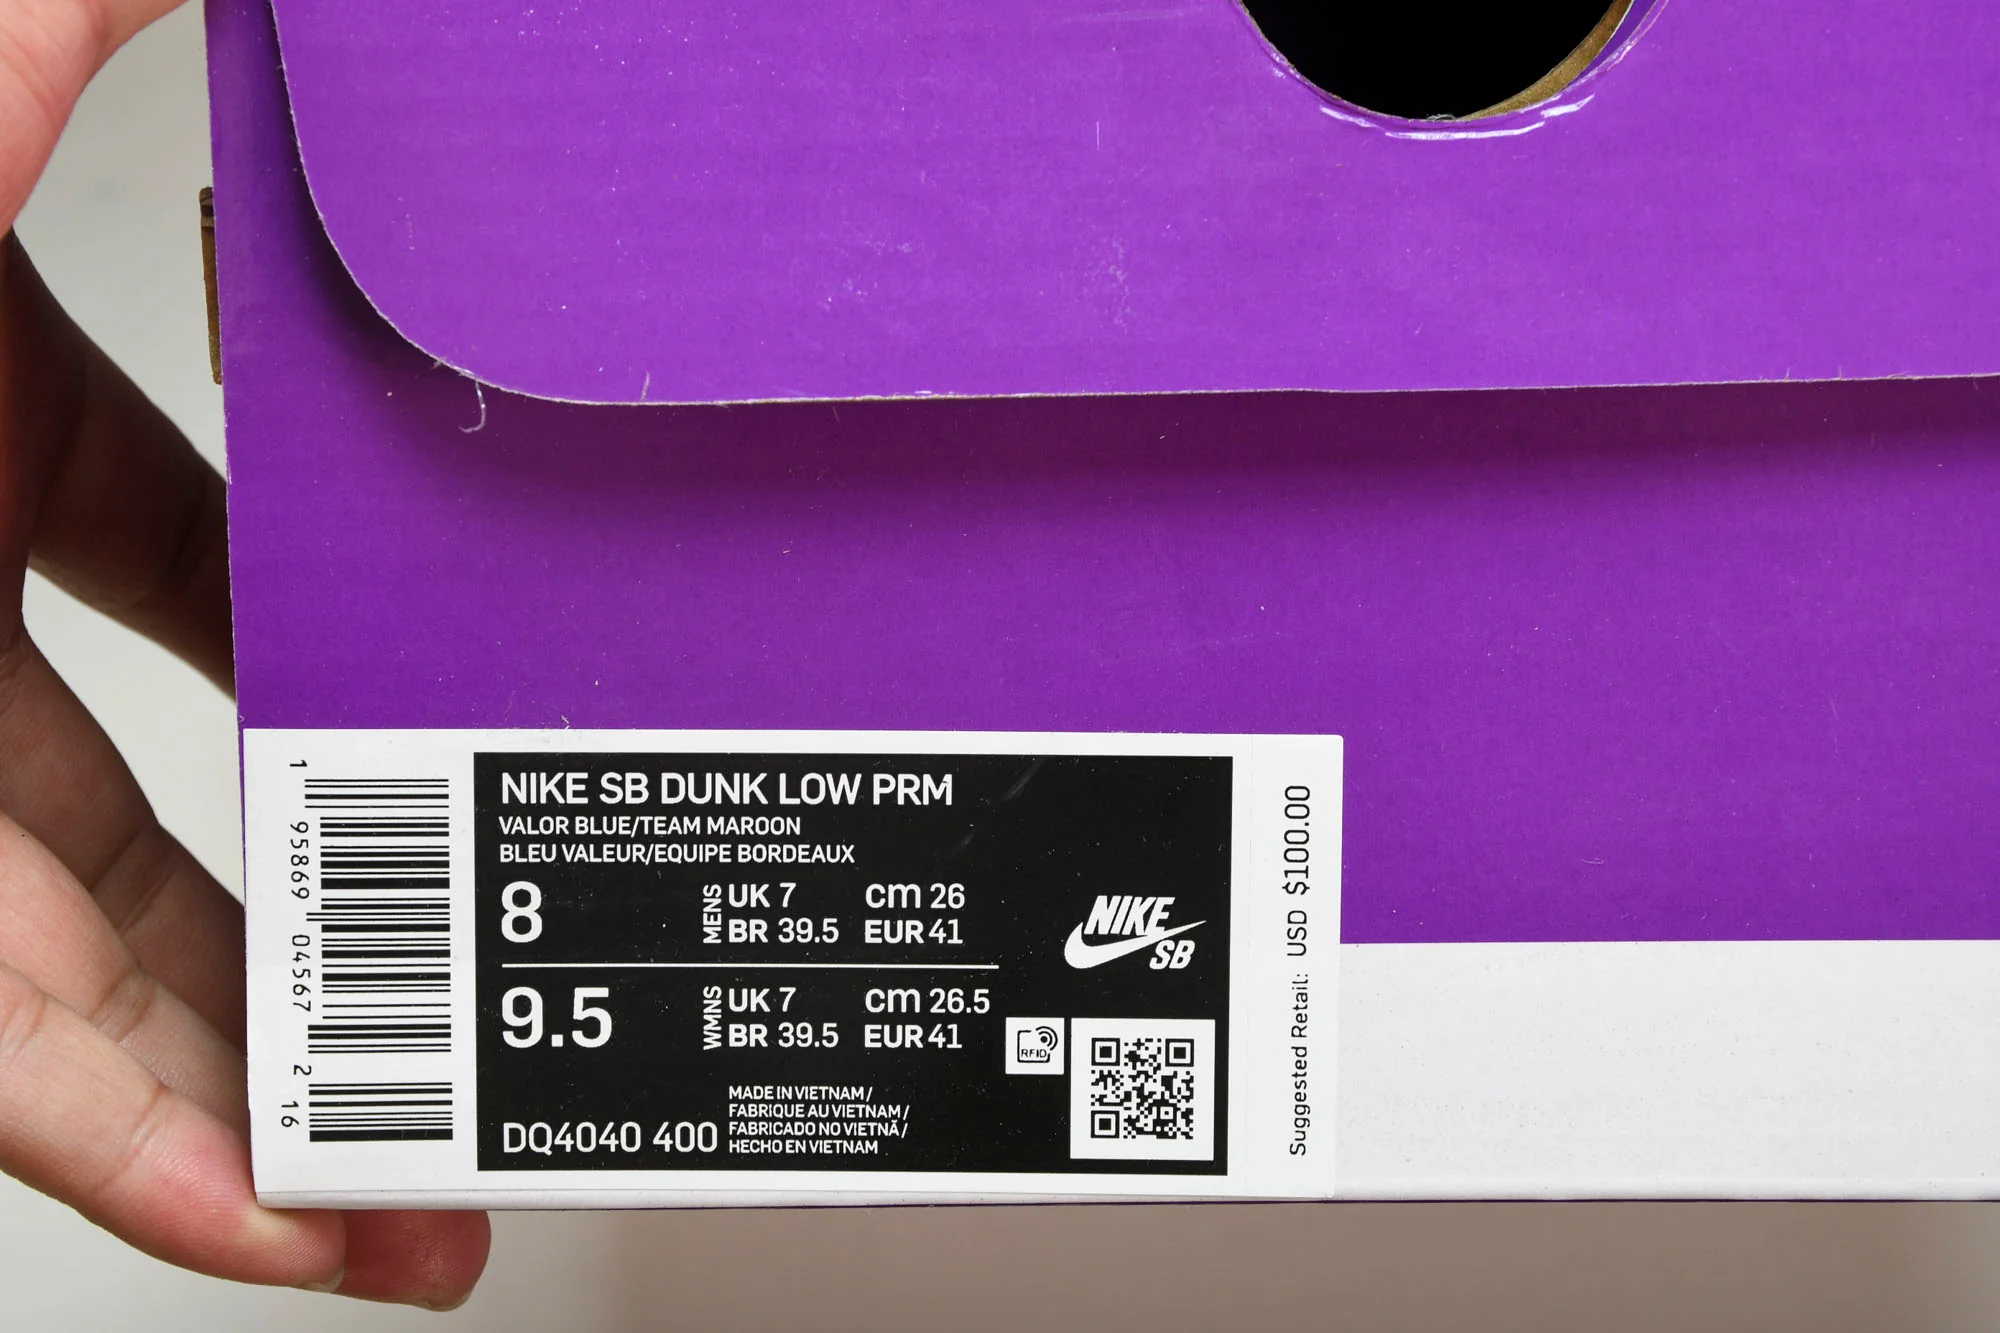 1 95869 04567 2 16
NIKE SB DUNK LOW PRM
VALOR BLUE/TEAM MAROON
BLEU VALEUR/EQUIPE BORDEAUX
8 MENS UK 7 cm 26
BR 39.5 EUR 41
9.5 WMNS UK 7 cm 26.5
BR 39.5 EUR 41
NIKE
SB
RFID
MADE IN VIETNAM /
FABRIQUE AU VIETNAM /
FABRICADO NO VIETNÃ /
HECHO EN VIETNAM
DQ4040 400
Suggested Retail: USD $100.00